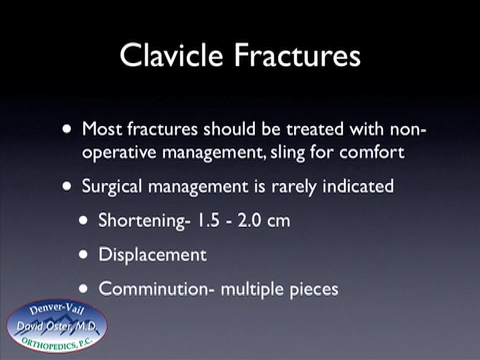 Clavicle Fractures
• Most fractures should be treated with non-
operative management, sling for comfort
• Surgical management is rarely indicated
• Shortening- 1.5 - 2.0 cm
• Displacement
• Comminution- multiple pieces
Denver-Vail
David Oster, M.D.
ORTHOPEDICS, P.C.